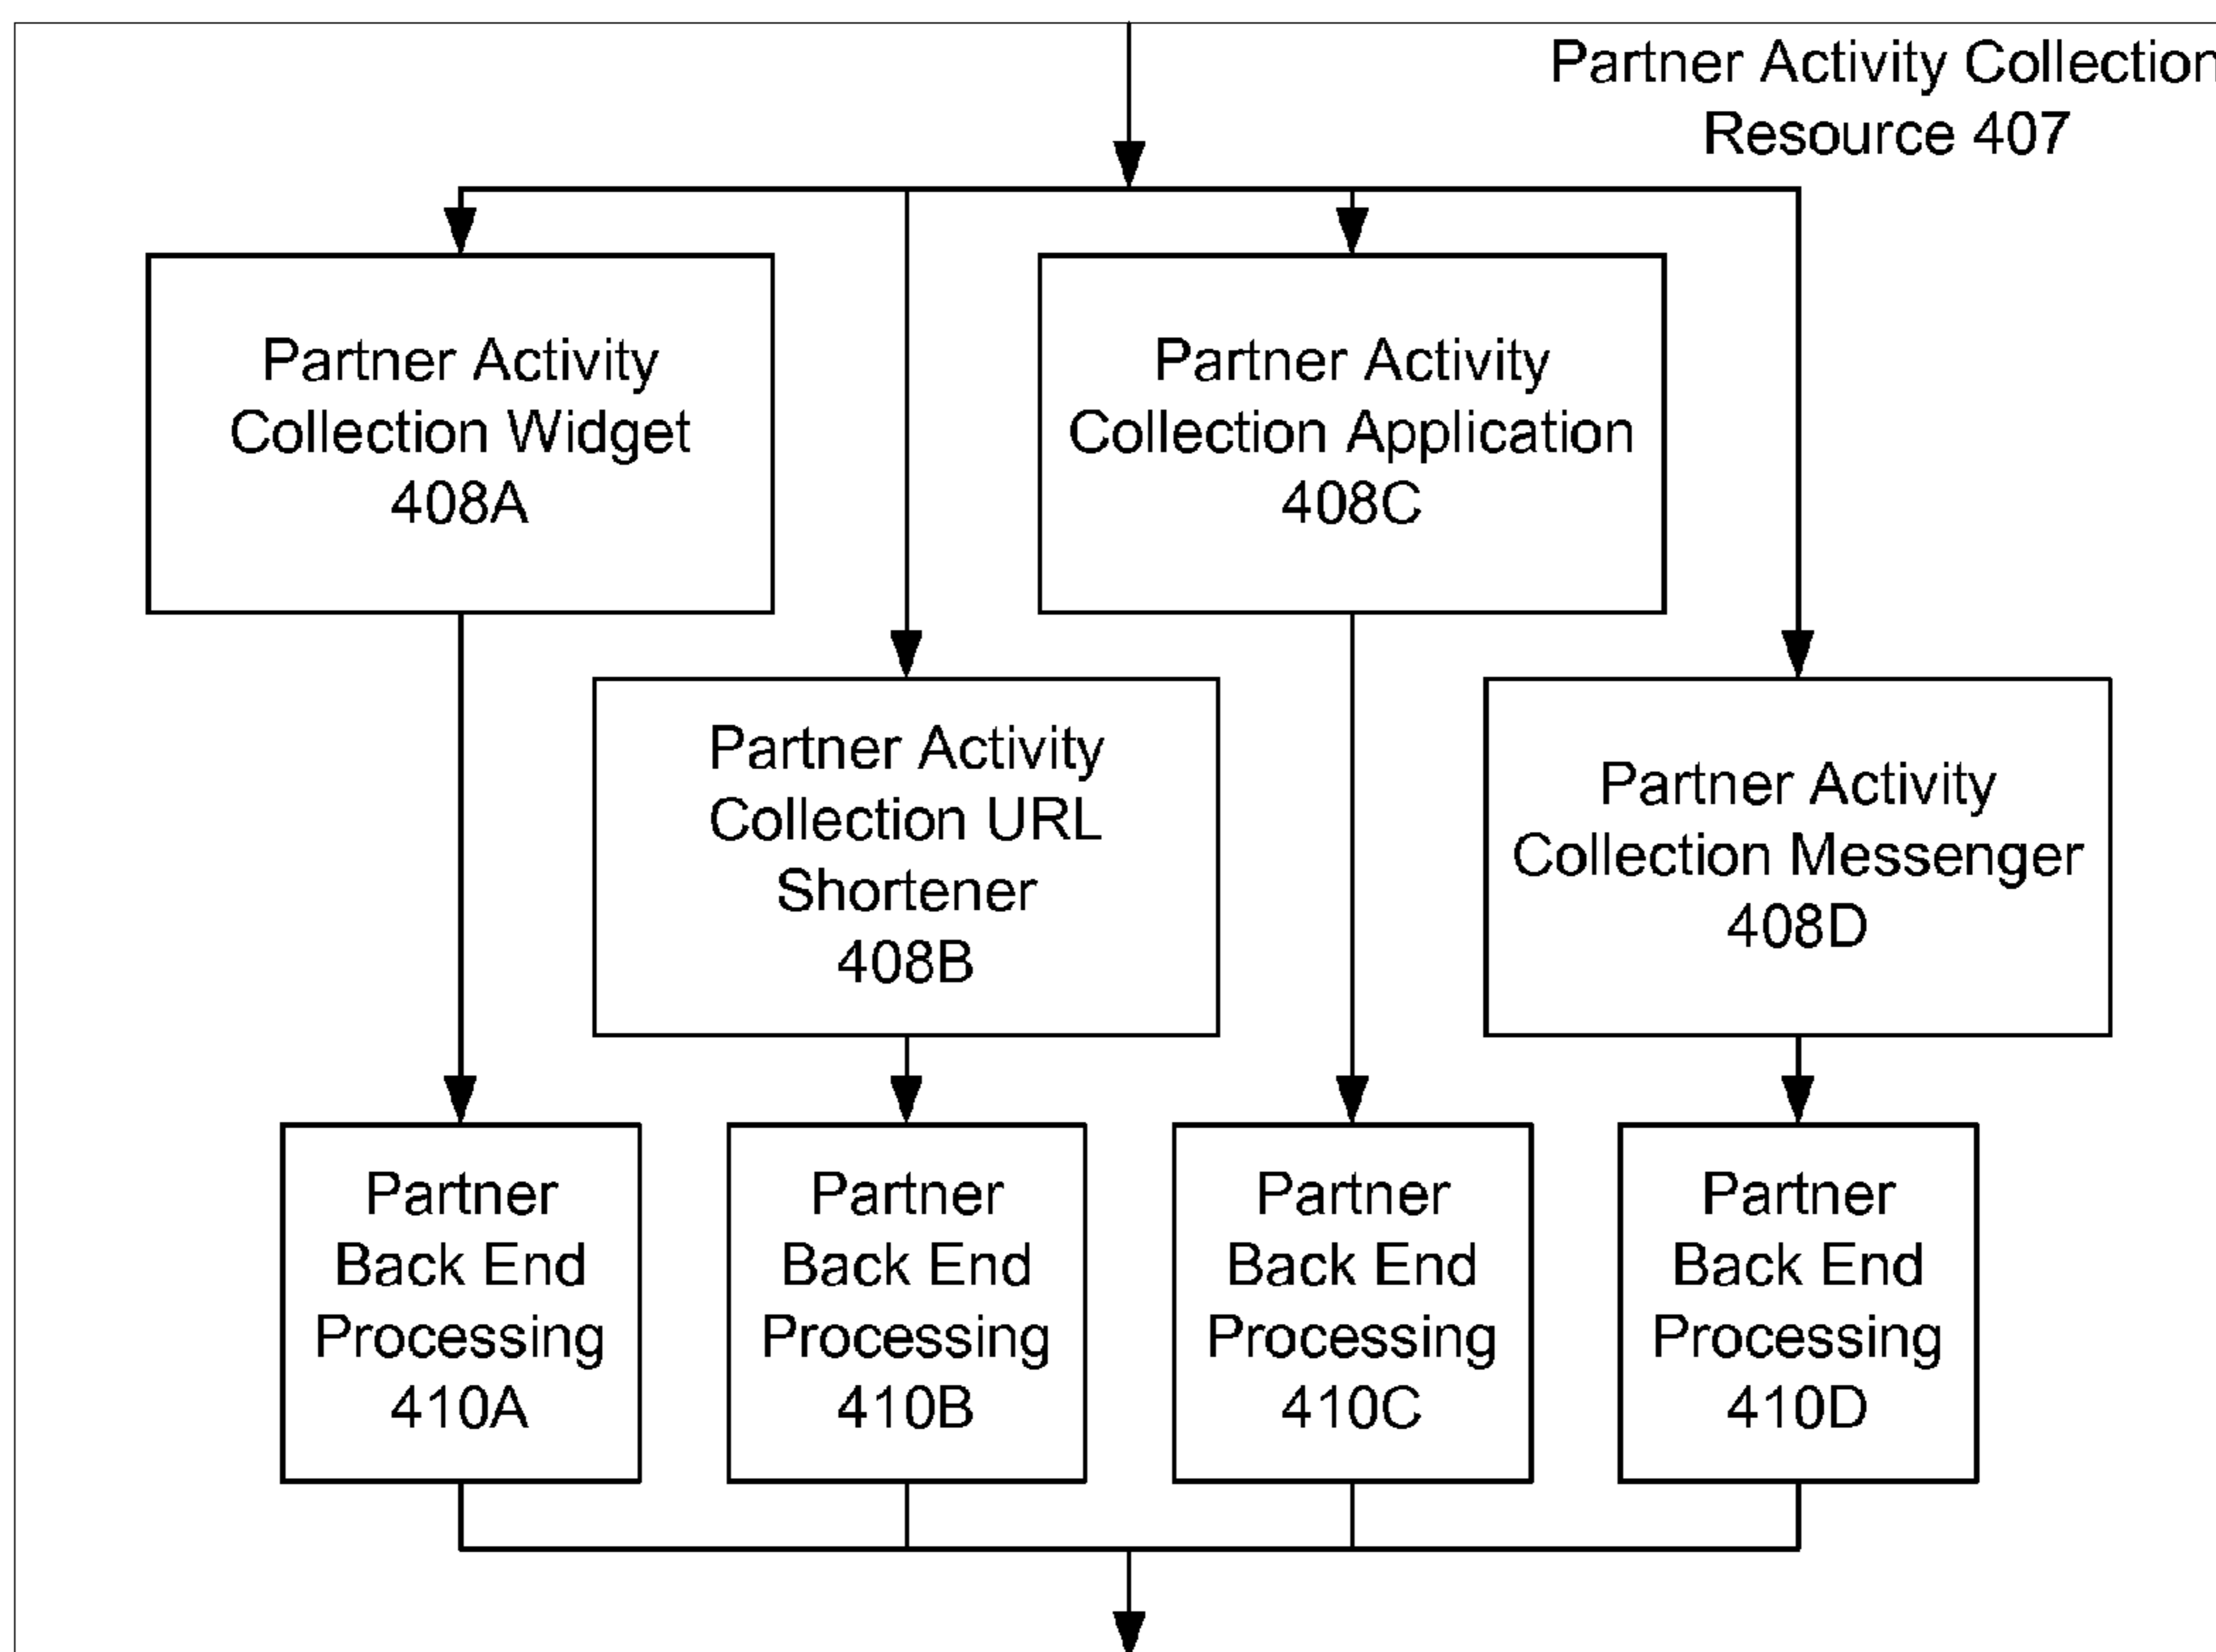 Partner Activity Collection
Resource 407
Partner Activity
Collection Widget
408A
Partner Activity
Collection Application
408C
Partner Activity
Collection URL
Shortener
408B
Partner Activity
Collection Messenger
408D
Partner
Back End
Processing
410A
Partner
Back End
Processing
410B
Partner
Back End
Processing
410C
Partner
Back End
Processing
410D